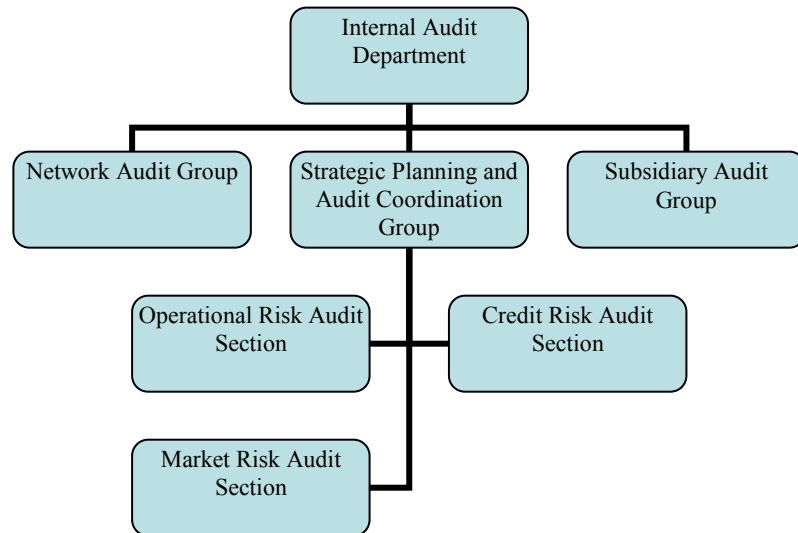 Internal Audit
Department
Network Audit Group
Strategic Planning and
Audit Coordination
Group
Subsidiary Audit
Group
Operational Risk Audit
Section
Credit Risk Audit
Section
Market Risk Audit
Section